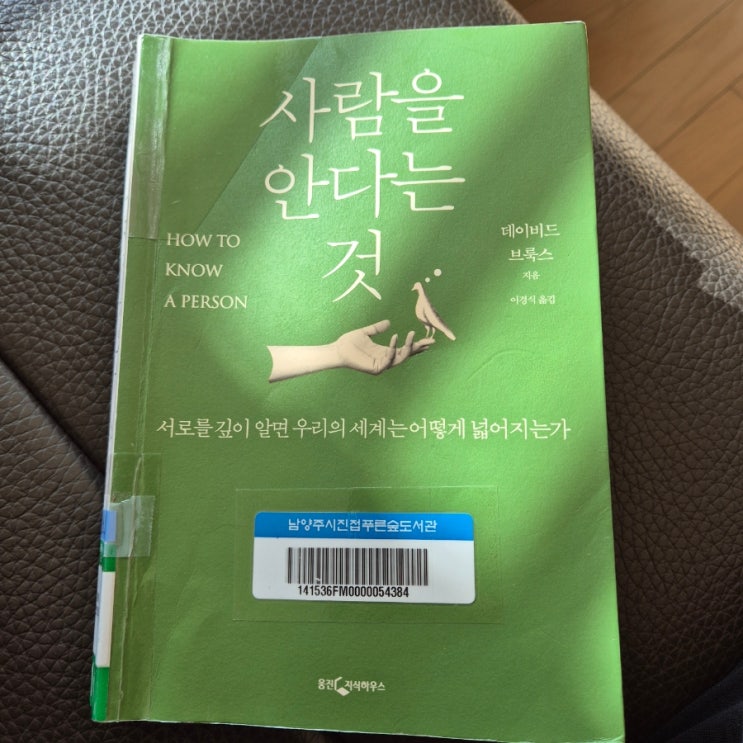 사람을
안다는
것
HOW TO
KNOW
A PERSON
데이비드
브룩스
지음
이경식 옮김
서로를 깊이 알면 우리의 세계는 어떻게 넓어지는가
남양주시진접푸른숲도서관
141536FM0000054384
웅진 지식하우스